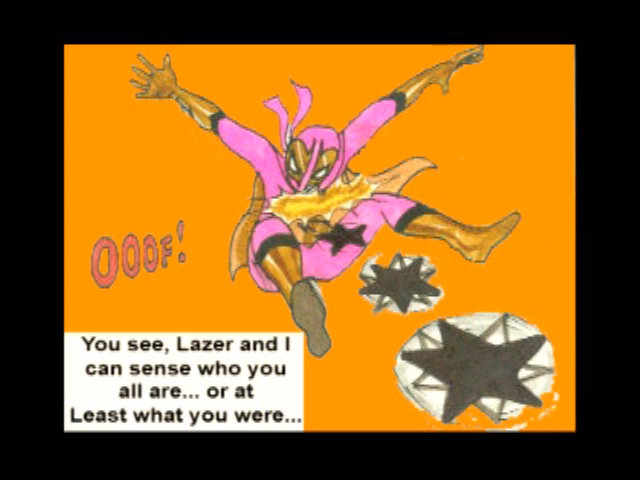 OOOF!
You see, Lazer and I
can sense who you
all are... or at
Least what you were...